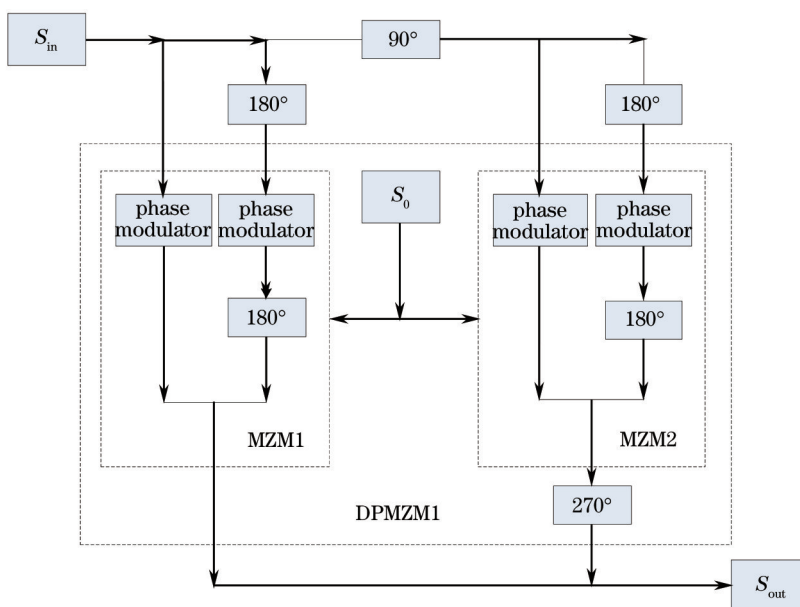 S_in
90°
180°
180°
phase modulator
phase modulator
S_0
phase modulator
phase modulator
180°
180°
MZM1
MZM2
270°
DPMZM1
S_out